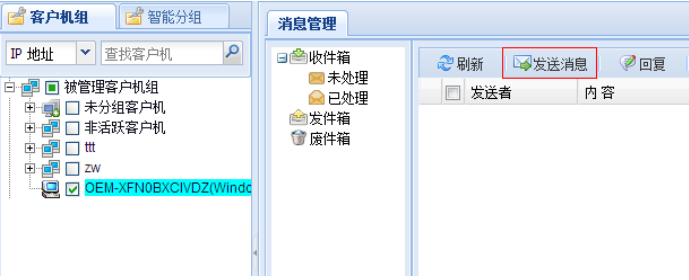 客户机组 智能分组
IP 地址 查找客户机
被管理客户机组
未分组客户机
非活跃客户机
ttt
zw
OEM-XFN0BXCIVDZ(Windo
消息管理
收件箱
未处理
已处理
发件箱
废件箱
刷新 发送消息 回复
发送者 内容